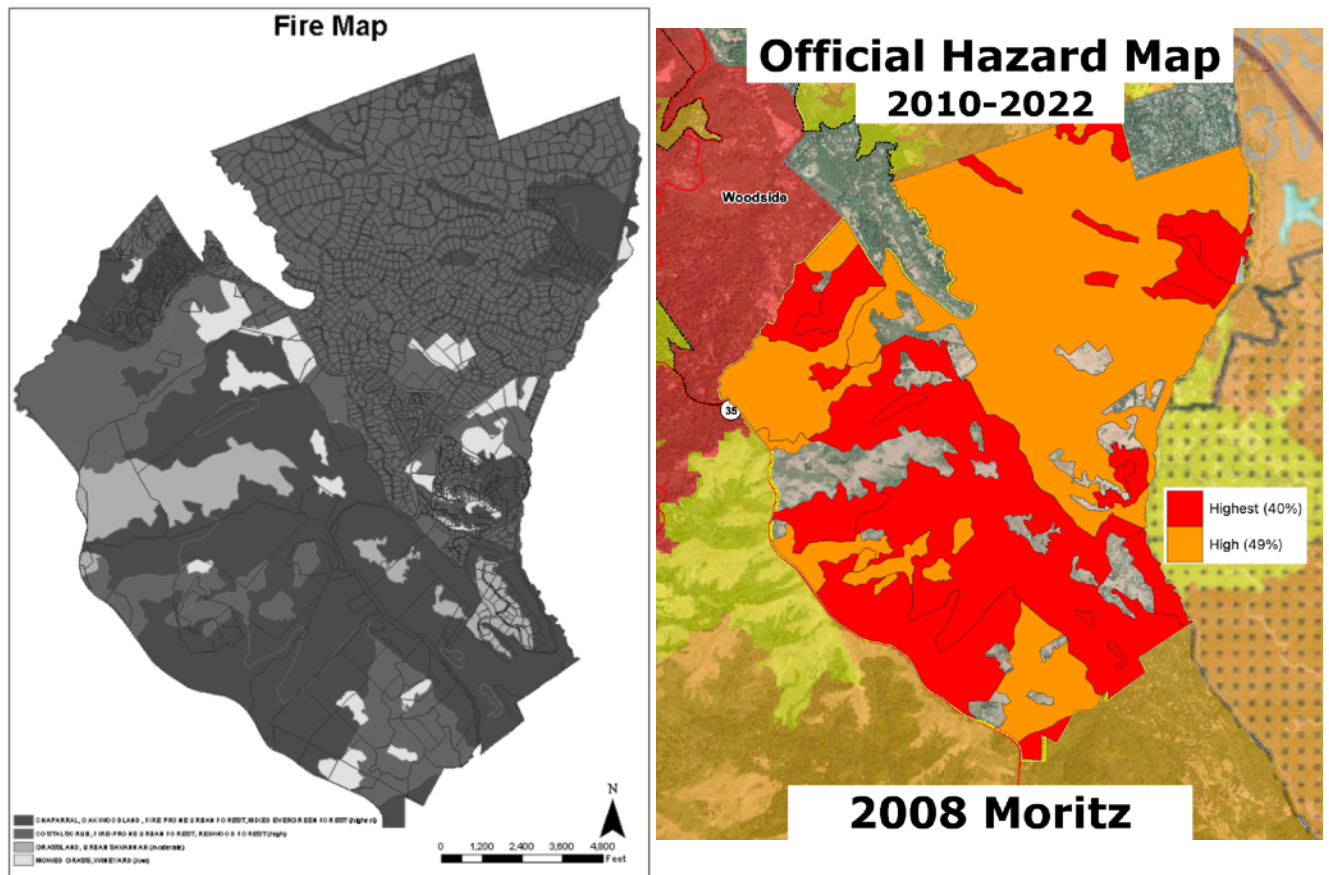 Fire Map
CHAPARRAL, OAK WOODLAND, FIRE PRONE URBAN FOREST, MIXED EVERGREEN FOREST (highest)
COSTAL SCRUB, FIRE-PRONE URBAN FOREST, REDWOOD FOREST (high)
GRASSLAND, URBAN SAVANNAH (moderate)
MOWED GRASS, VINEYARD (low)
N
0 1,200 2,400 3,600 4,800
Feet
Official Hazard Map
2010-2022
Woodside
35
Highest (40%)
High (49%)
2008 Moritz